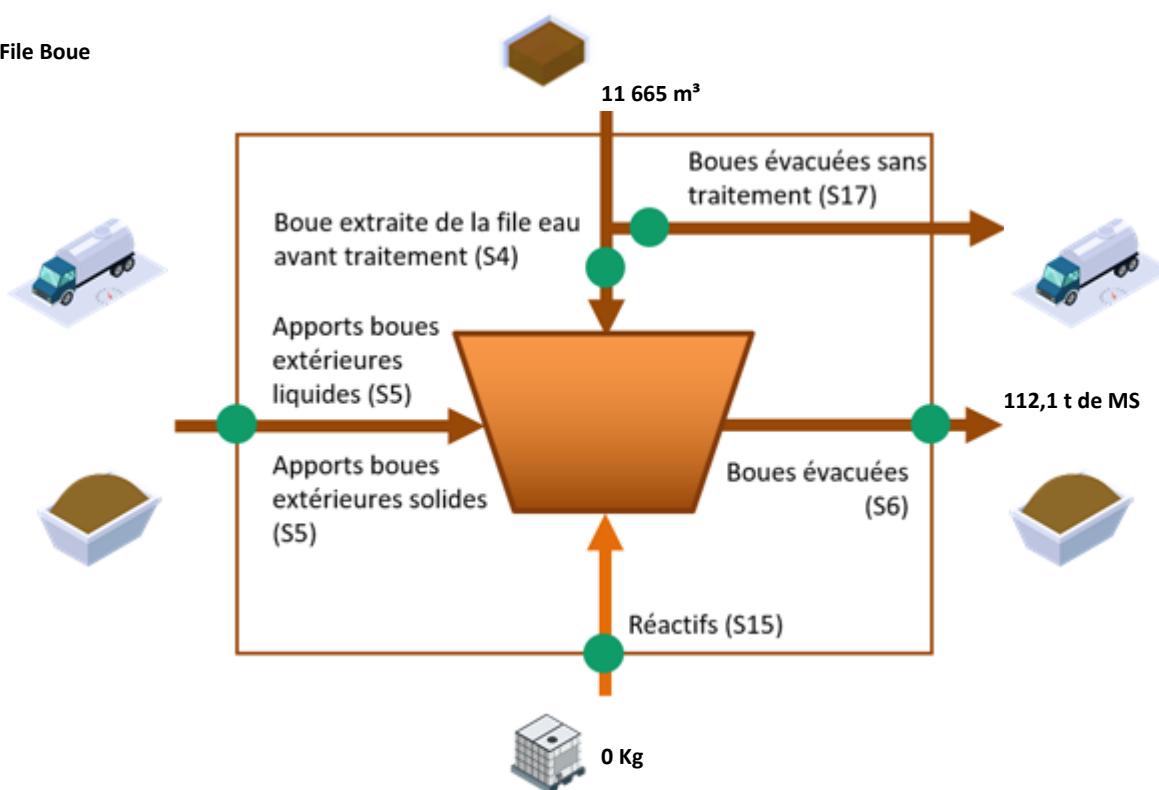 File Boue
11 665 m³
Boues évacuées sans
traitement (S17)
Boue extraite de la file eau
avant traitement (S4)
Apports boues
extérieures
liquides (S5)
112,1 t de MS
Apports boues
extérieures solides
(S5)
Boues évacuées
(S6)
Réactifs (S15)
0 Kg